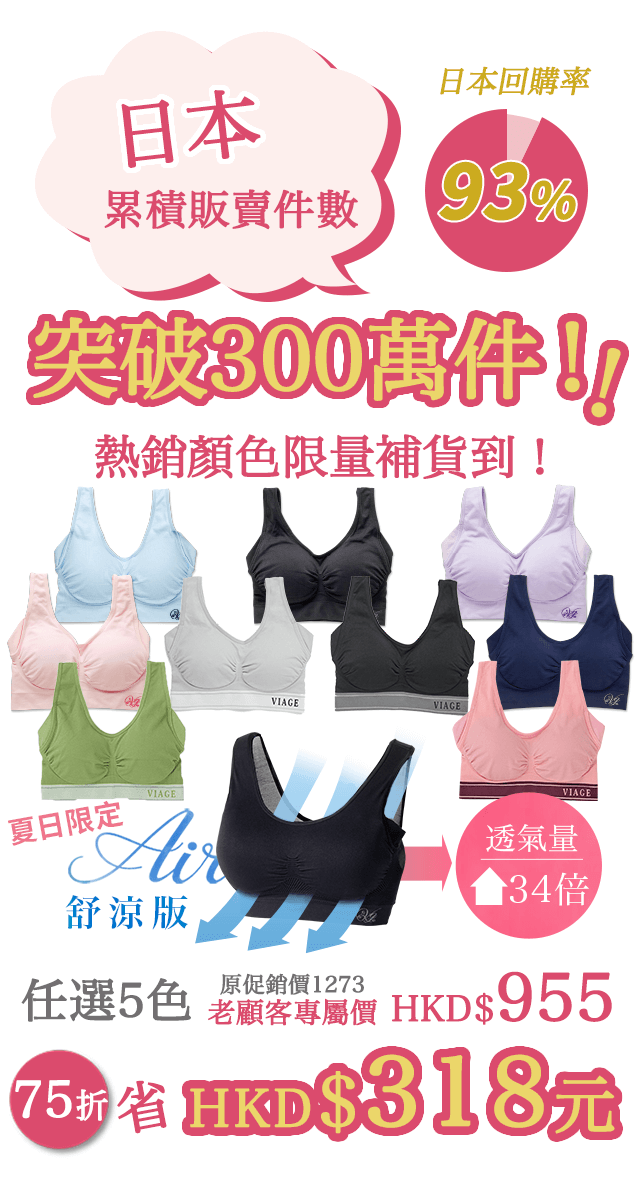 日本
累積販賣件數
日本回購率
93%
突破300萬件!!
熱銷顏色限量補貨到！
VIAGE
VIAGE
VIAGE
VIAGE
夏日限定
Air
舒涼版
透氣量
34倍
任選5色
原促銷價1273
老顧客專屬價 HKD$955
75折 省 HKD$318元